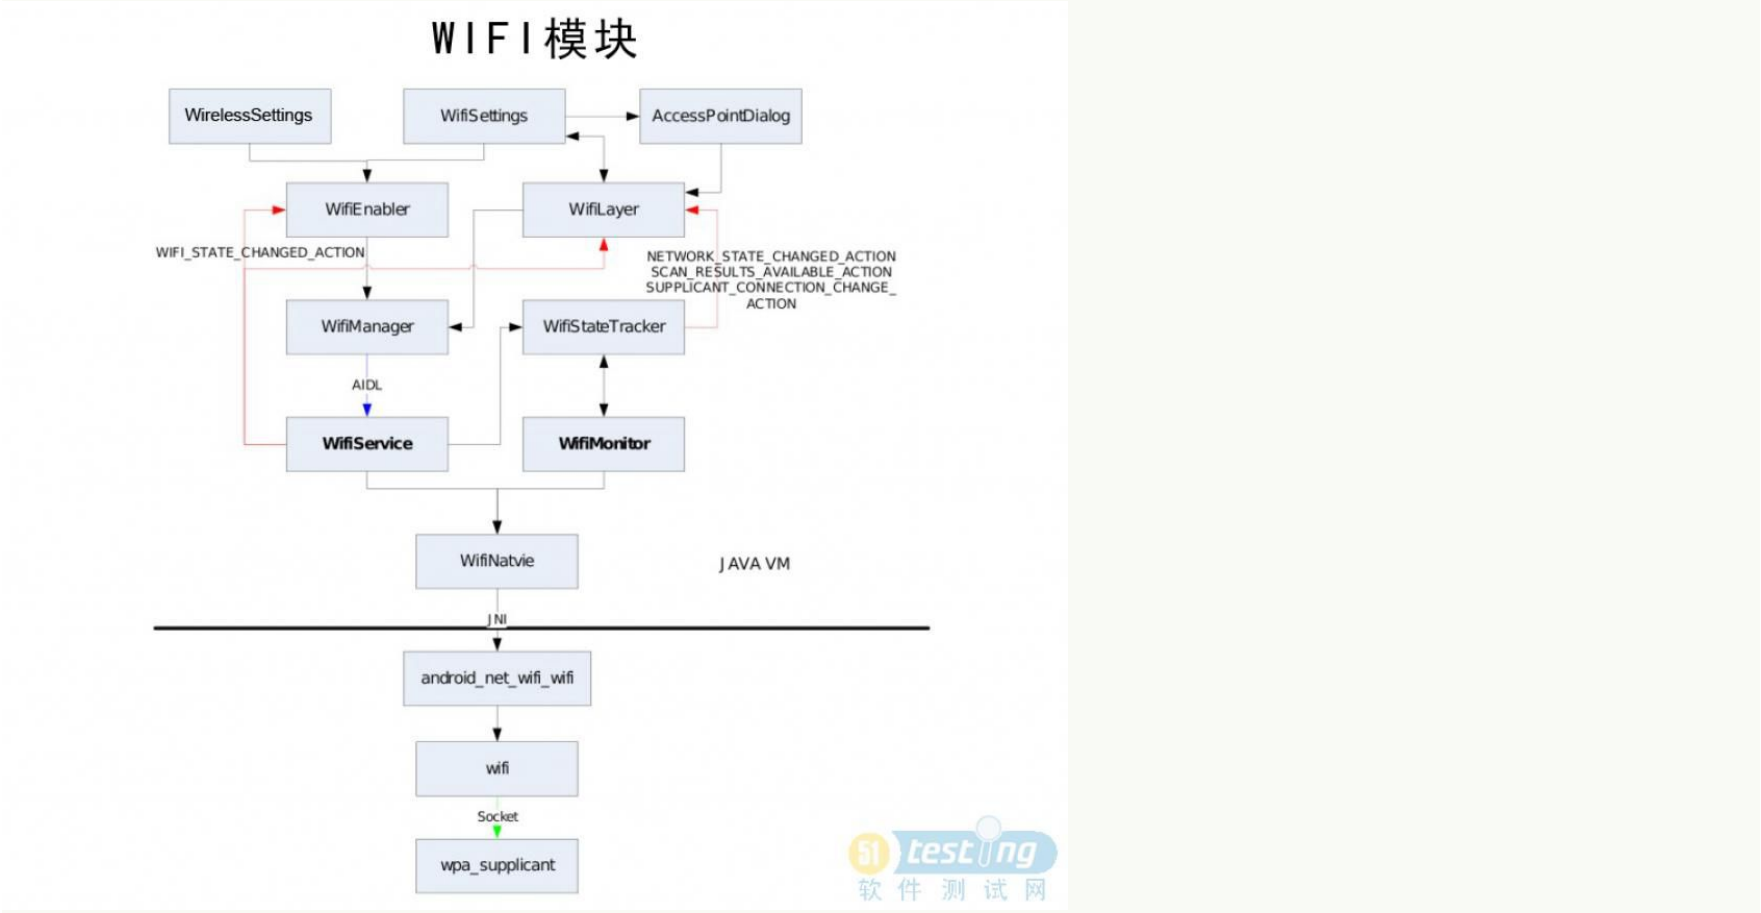 WIFI模块
WirelessSettings
WifiSettings
AccessPointDialog
WifiEnabler
WifiLayer
WIFI_STATE_CHANGED_ACTION
NETWORK_STATE_CHANGED_ACTION
SCAN_RESULTS_AVAILABLE_ACTION
SUPPLICANT_CONNECTION_CHANGE_
ACTION
WifiManager
WifiStateTracker
AIDL
WifiService
WifiMonitor
WifiNatvie
JAVA VM
JNI
android_net_wifi_wifi
wifi
Socket
wpa_supplicant
51 testing
软件测试网